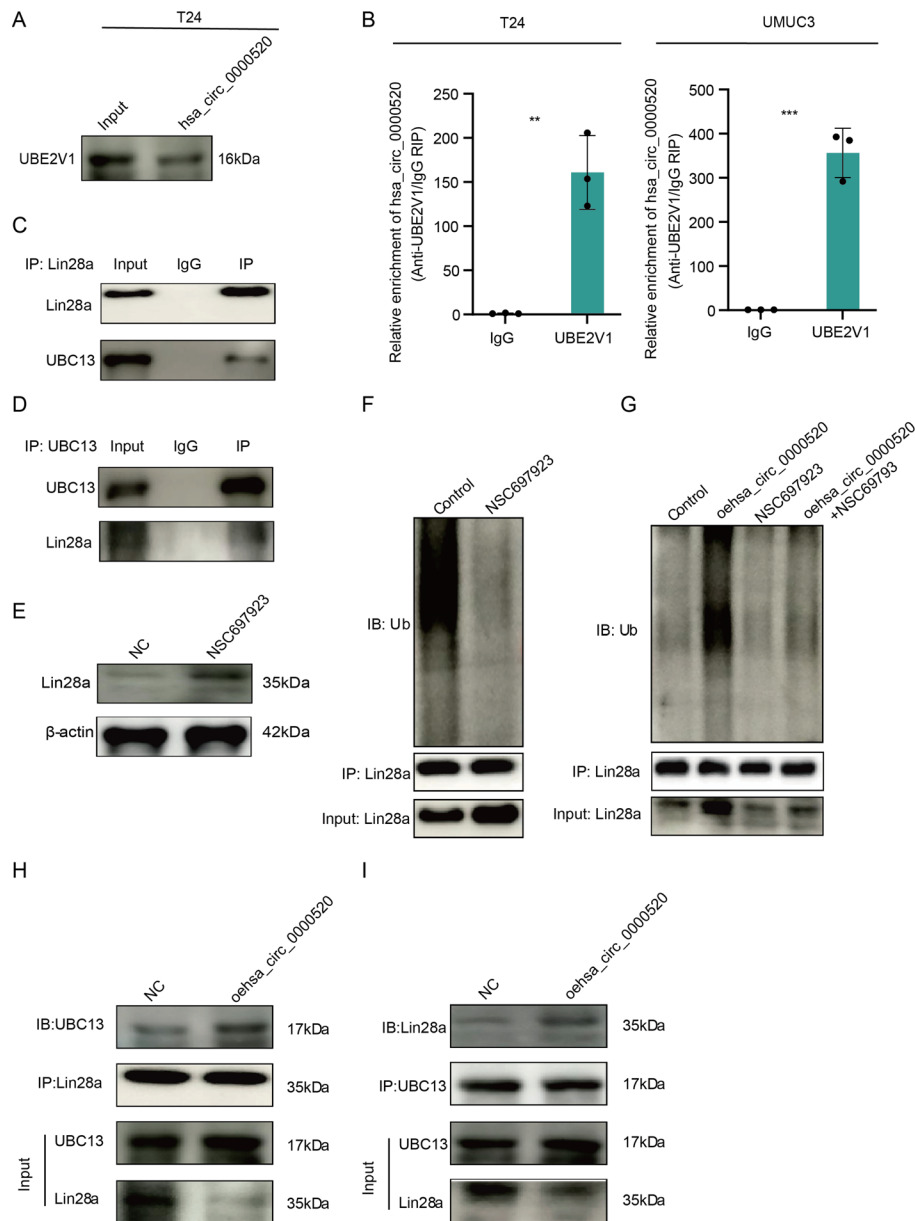 A
T24
Input
hsa_circ_0000520
UBE2V1
16kDa
B
T24
UMUC3
Relative enrichment of hsa_circ_0000520
(Anti-UBE2V1/IgG RIP)
250
200
150
100
50
0
**
IgG
UBE2V1
Relative enrichment of hsa_circ_0000520
(Anti-UBE2V1/IgG RIP)
500
400
300
200
100
0
***
IgG
UBE2V1
C
IP: Lin28a
Input
IgG
IP
Lin28a
UBC13
D
IP: UBC13
Input
IgG
IP
UBC13
Lin28a
E
NC
NSC697923
Lin28a
35kDa
β-actin
42kDa
F
Control
NSC697923
IB: Ub
IP: Lin28a
Input: Lin28a
G
Control
oehsa_circ_0000520
NSC697923
oehsa_circ_0000520
+NSC69793
IB: Ub
IP: Lin28a
Input: Lin28a
H
NC
oehsa_circ_0000520
IB:UBC13
17kDa
IP:Lin28a
35kDa
Input
UBC13
17kDa
Lin28a
35kDa
I
NC
oehsa_circ_0000520
IB:Lin28a
35kDa
IP:UBC13
17kDa
Input
UBC13
17kDa
Lin28a
35kDa